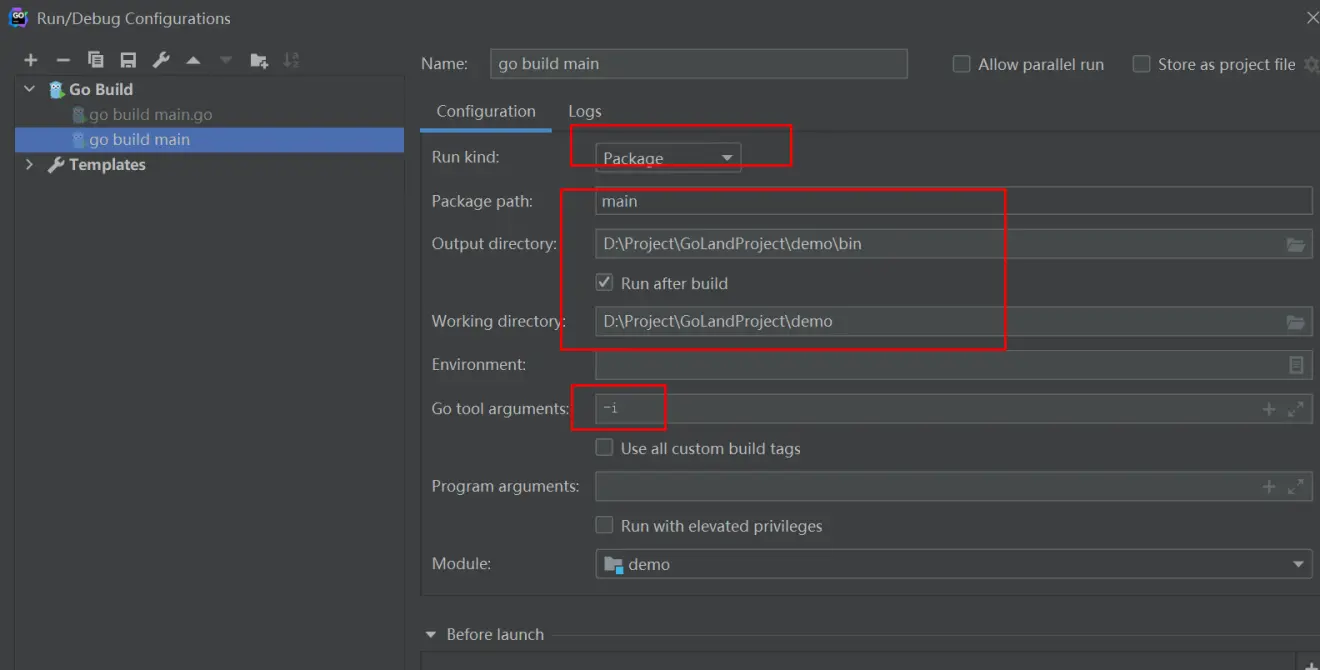 GO
Run/Debug Configurations
Name:
go build main
Allow parallel run
Store as project file
Go Build
go build main.go
go build main
Templates
Configuration
Logs
Run kind:
Package
Package path:
main
Output directory:
D:\Project\GoLandProject\demo\bin
Run after build
Working directory:
D:\Project\GoLandProject\demo
Environment:
Go tool arguments:
-i
Use all custom build tags
Program arguments:
Run with elevated privileges
Module:
demo
Before launch